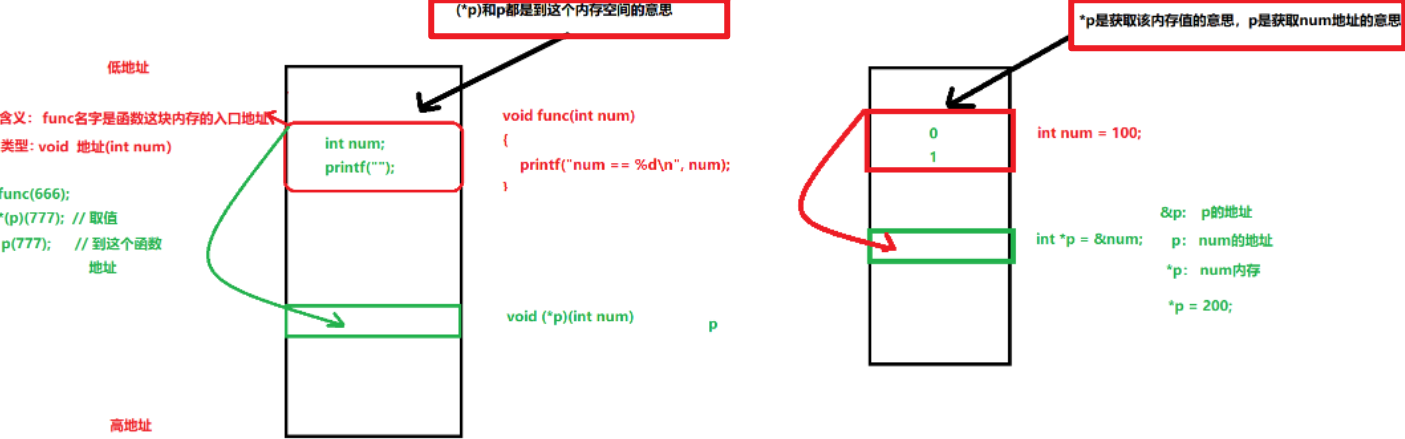 (*p)和p都是到这个内存空间的意思
低地址
含义： func名字是函数这块内存的入口地址
类型：void 地址(int num)
func(666);
*(p)(777); // 取值
p(777); // 到这个函数
地址
int num;
printf("");
void func(int num)
{
printf("num == %d\n", num);
}
void (*p)(int num)
p
高地址
*p是获取该内存值的意思，p是获取num地址的意思
0
1
int num = 100;
int *p = &num;
&p: p的地址
p: num的地址
*p: num内存
*p = 200;